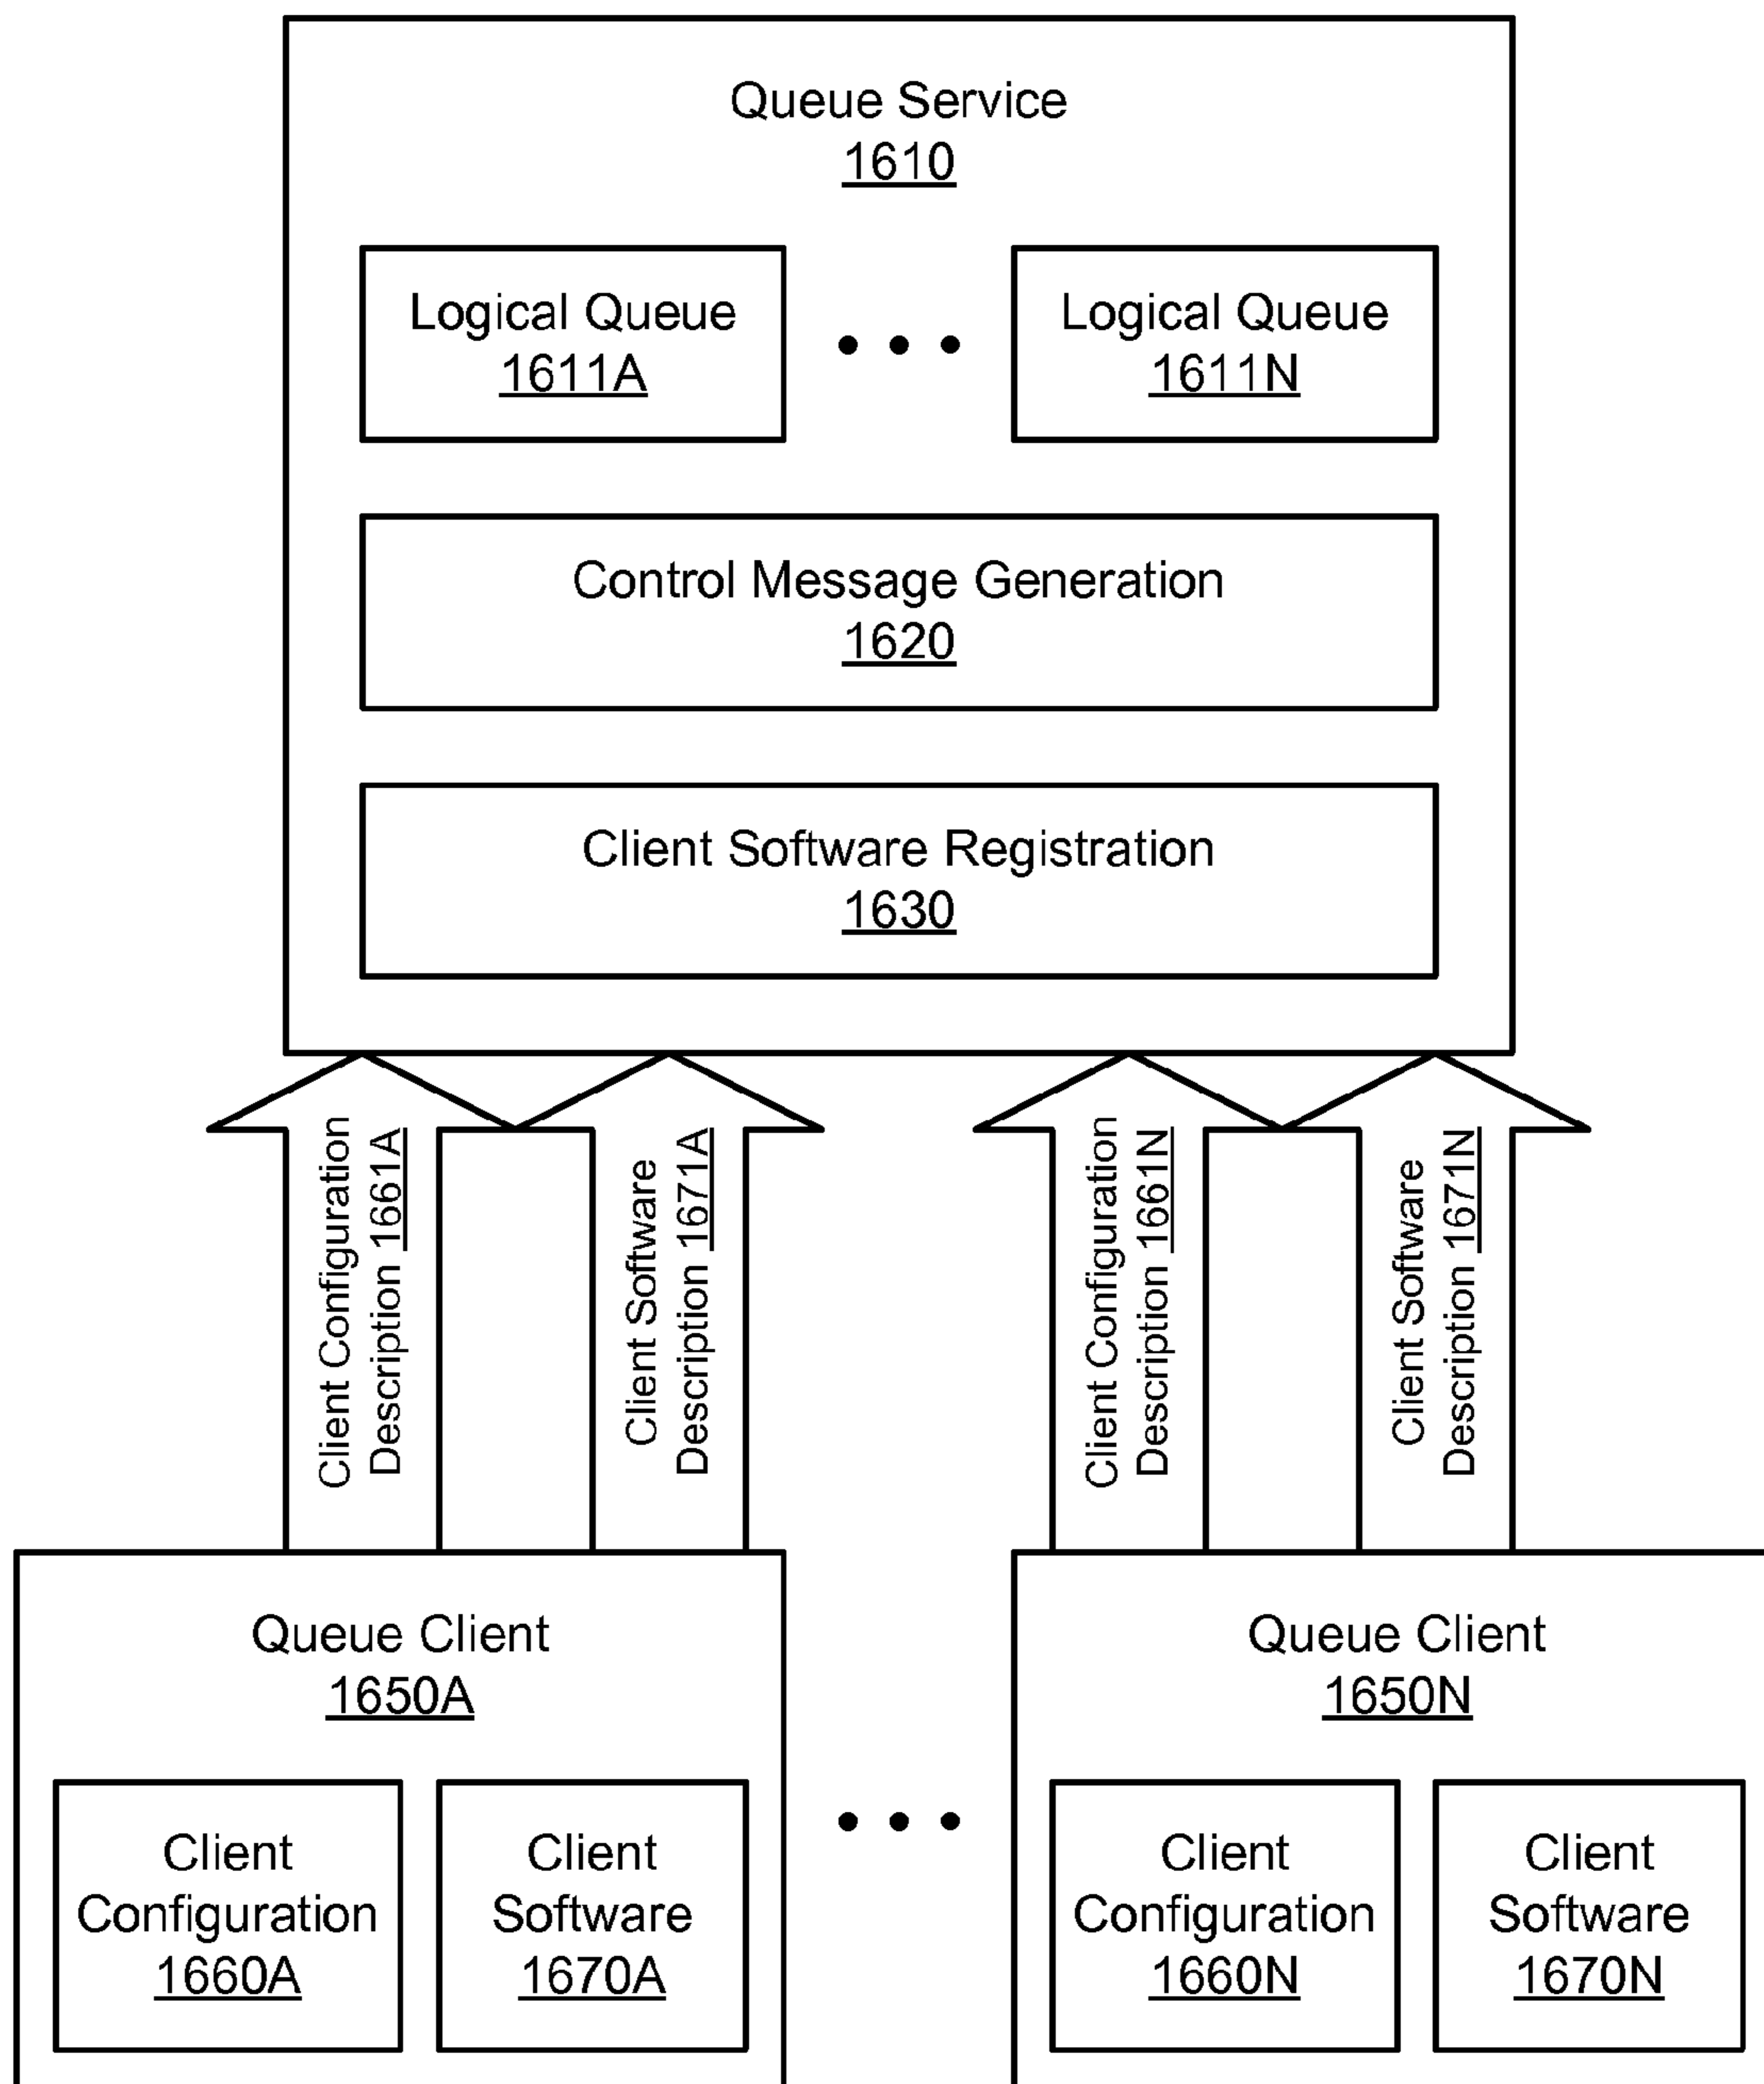 Queue Service
1610
Logical Queue
1611A
Logical Queue
1611N
Control Message Generation
1620
Client Software Registration
1630
Client Configuration
Description 1661A
Client Software
Description 1671A
Client Configuration
Description 1661N
Client Software
Description 1671N
Queue Client
1650A
Client
Configuration
1660A
Client
Software
1670A
Queue Client
1650N
Client
Configuration
1660N
Client
Software
1670N